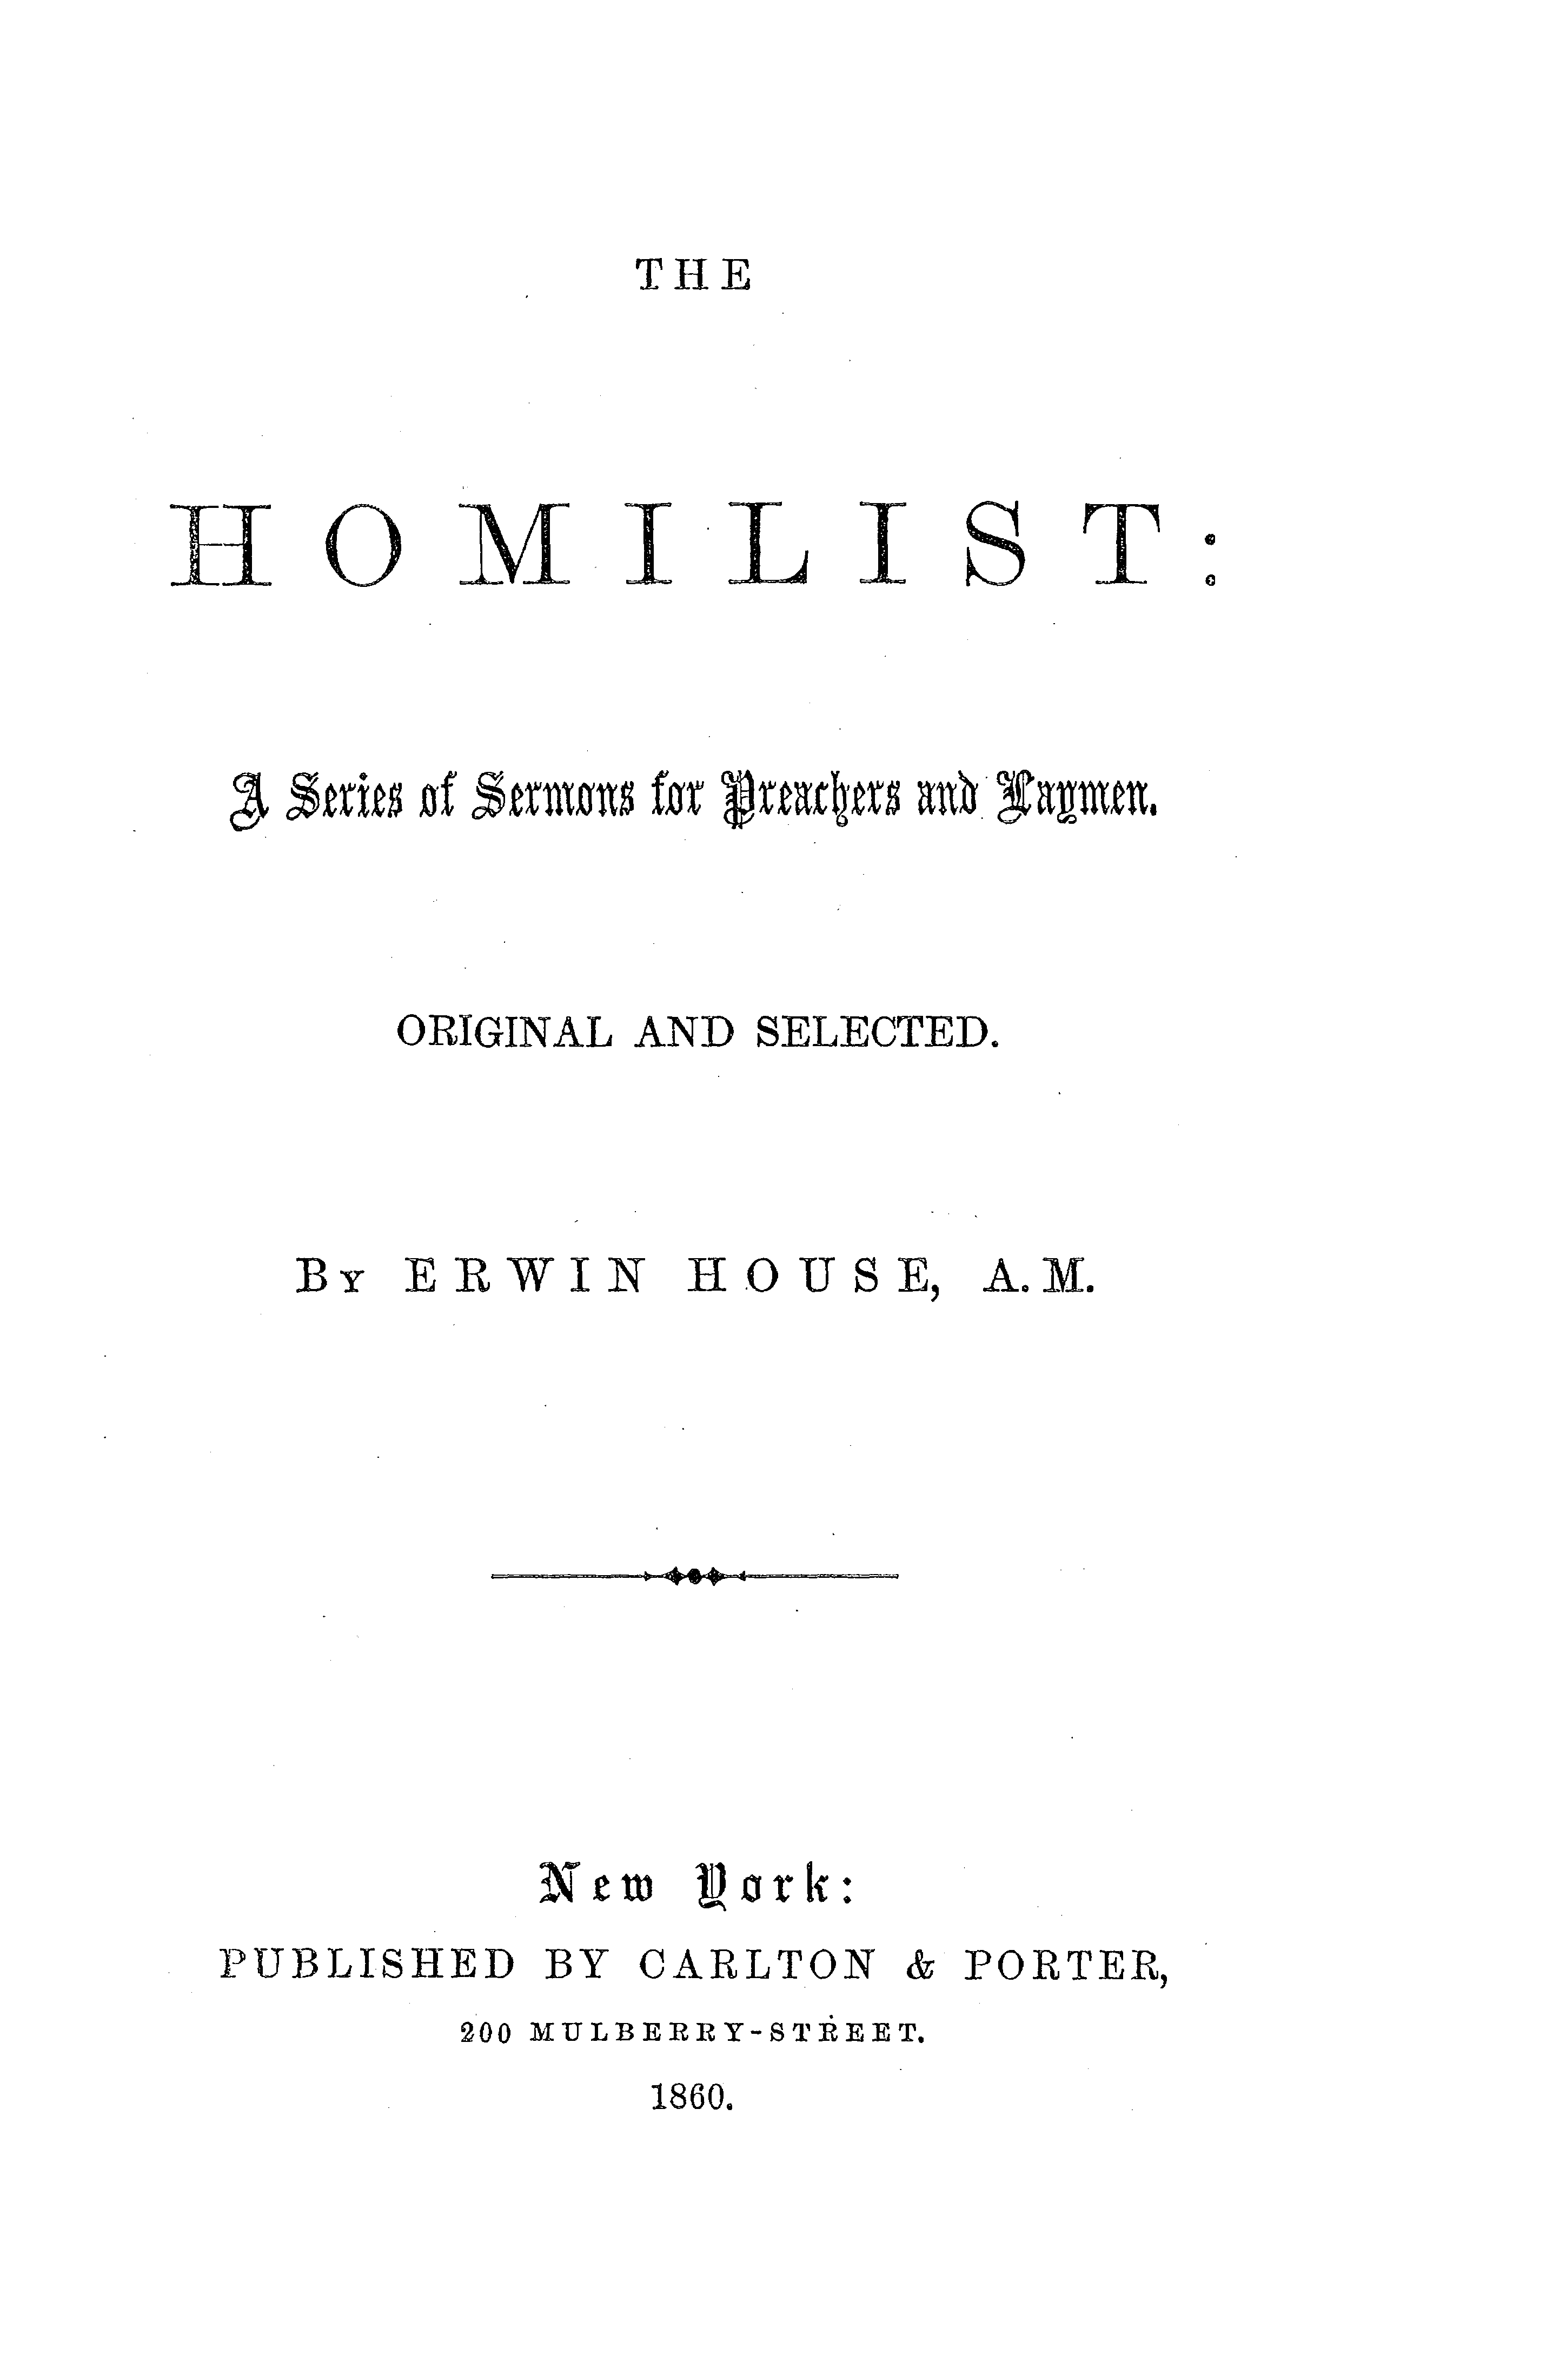 THE
HOMILIST:
A Series of Sermons for Preachers and Laymen.
ORIGINAL AND SELECTED.
BY ERWIN HOUSE, A.M.
New York:
PUBLISHED BY CARLTON & PORTER,
200 MULBERRY-STREET.
1860.